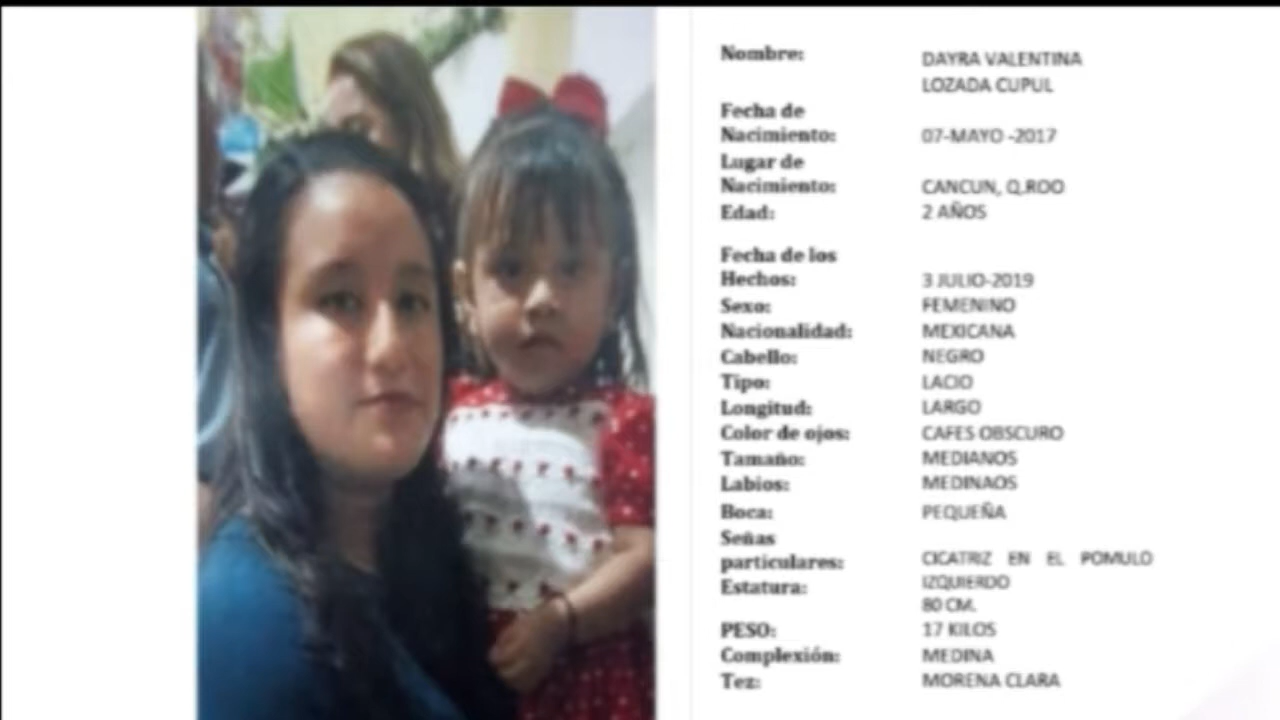 Nombre: DAYRA VALENTINA
LOZADA CUPUL
Fecha de
Nacimiento: 07-MAYO -2017
Lugar de
Nacimiento: CANCUN, Q.ROO
Edad: 2 AÑOS
Fecha de los
Hechos: 3 JULIO-2019
Sexo: FEMENINO
Nacionalidad: MEXICANA
Cabello: NEGRO
Tipo: LACIO
Longitud: LARGO
Color de ojos: CAFES OBSCURO
Tamaño: MEDIANOS
Labios: MEDINAOS
Boca: PEQUEÑA
Señas
particulares: CICATRIZ EN EL POMULO
Estatura: IZQUIERDO
80 CM.
PESO: 17 KILOS
Complexión: MEDINA
Tez: MORENA CLARA